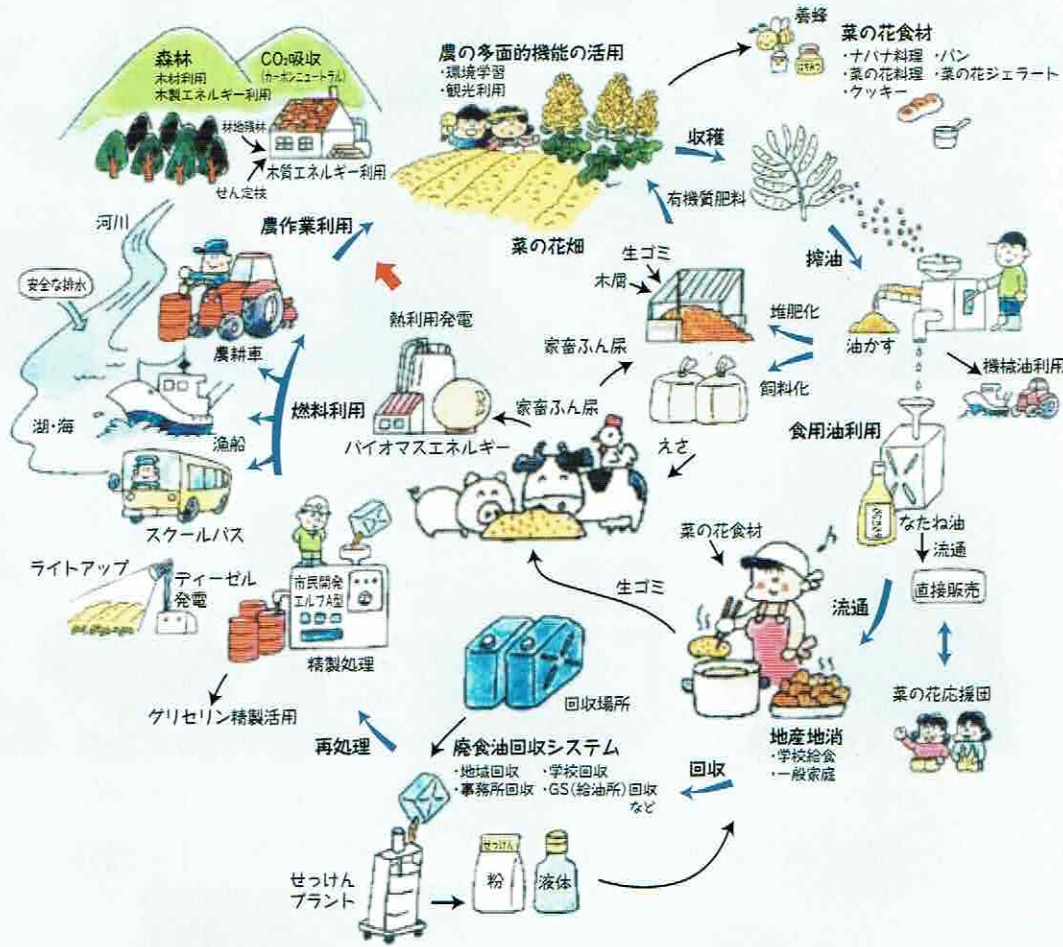 森林
木材利用
木製エネルギー利用
CO₂吸収
(カーボンニュートラル)
林地残材
せん定枝
木質エネルギー利用
農の多面的機能の活用
・環境学習
・観光利用
菜の花畑
養蜂
はちみつ
菜の花食材
・ナバナ料理 ・パン
・菜の花料理 ・菜の花ジェラート
・クッキー
収穫
有機質肥料
搾油
油かす
堆肥化
飼料化
生ゴミ
木屑
家畜ふん尿
えさ
機械油利用
食用油利用
なたね油
流通
直接販売
菜の花応援団
流通
菜の花食材
地産地消
・学校給食
・一般家庭
生ゴミ
回収
回収場所
廃食油回収システム
・地域回収 ・学校回収
・事務所回収 ・GS(給油所)回収
など
せっけん
プラント
せっけん
粉
液体
再処理
市民開発
エルフA型
精製処理
グリセリン精製活用
ライトアップ
ディーゼル
発電
燃料利用
農耕車
漁船
スクールバス
農作業利用
河川
安全な排水
湖・海
熱利用発電
家畜ふん尿
バイオマスエネルギー